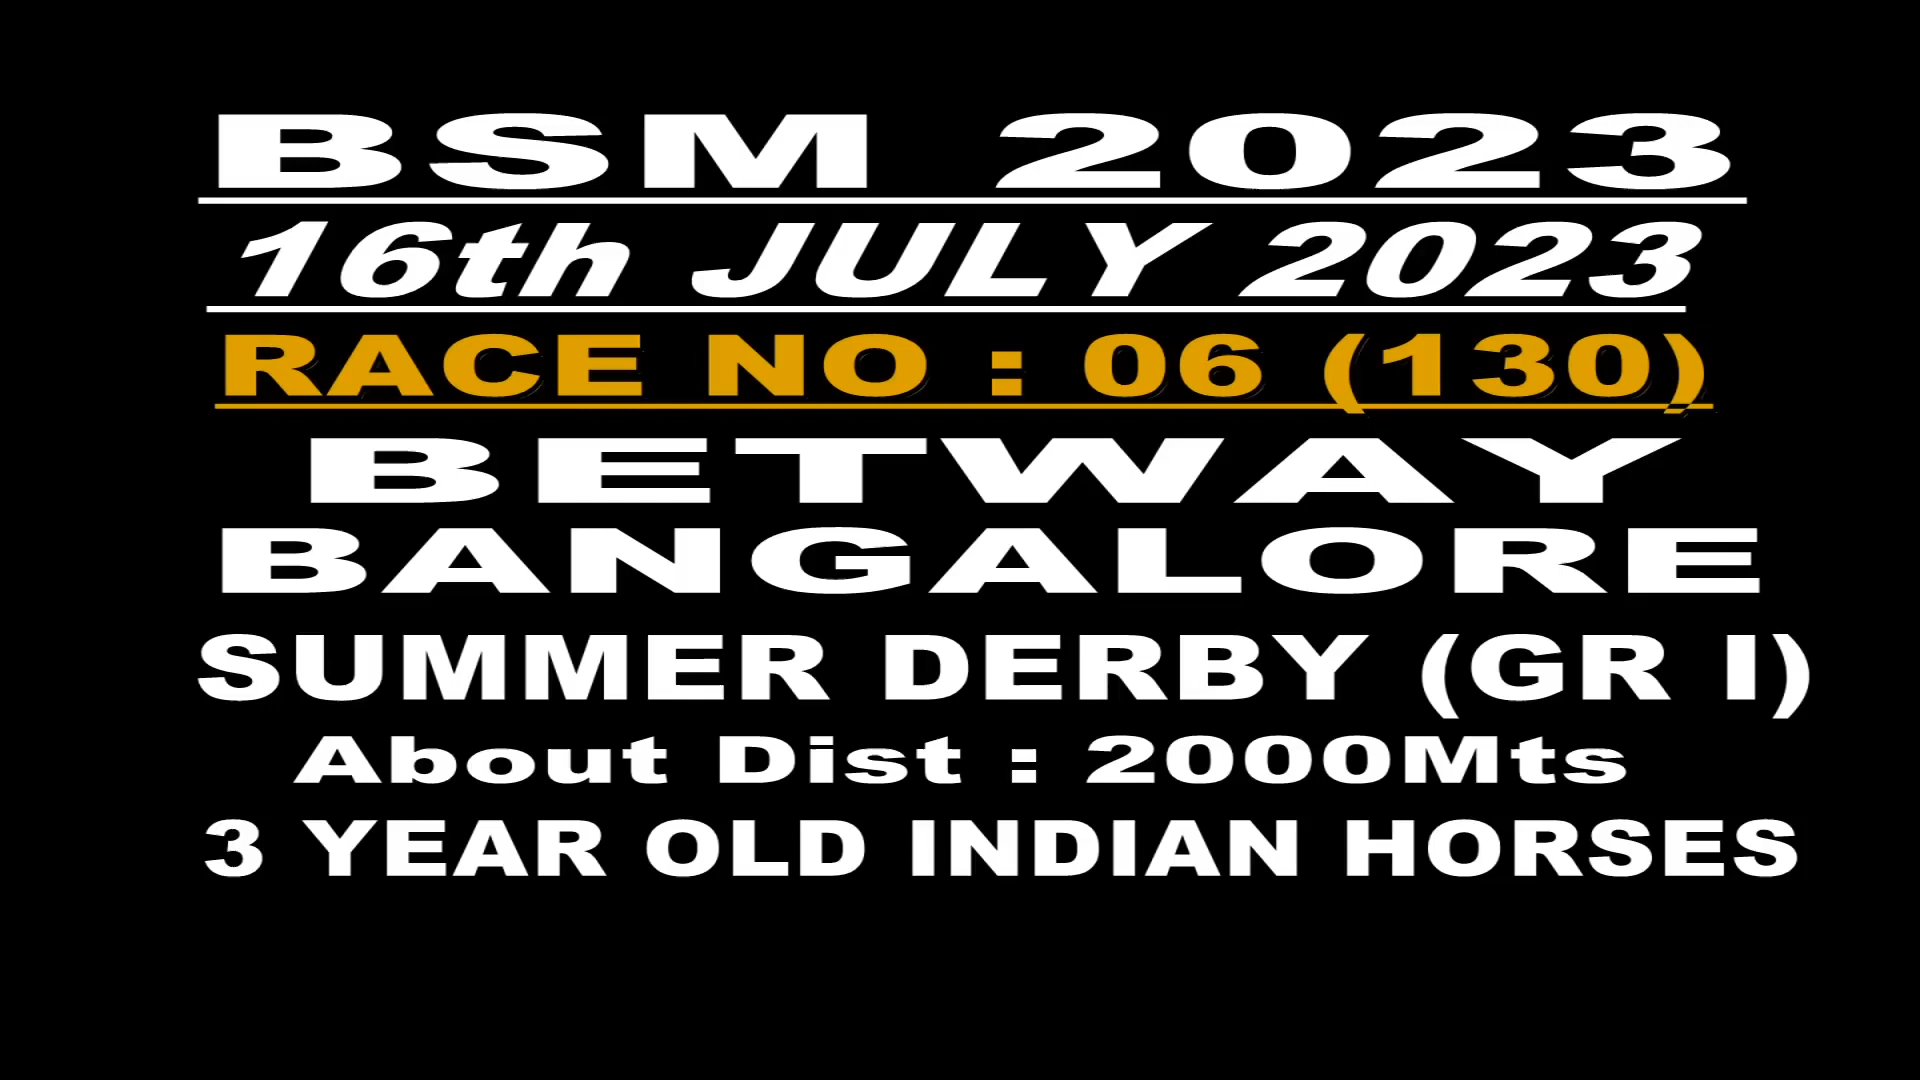 BSM 2023
16th JULY 2023
RACE NO : 06 (130)
BETWAY
BANGALORE
SUMMER DERBY (GR I)
About Dist : 2000Mts
3 YEAR OLD INDIAN HORSES